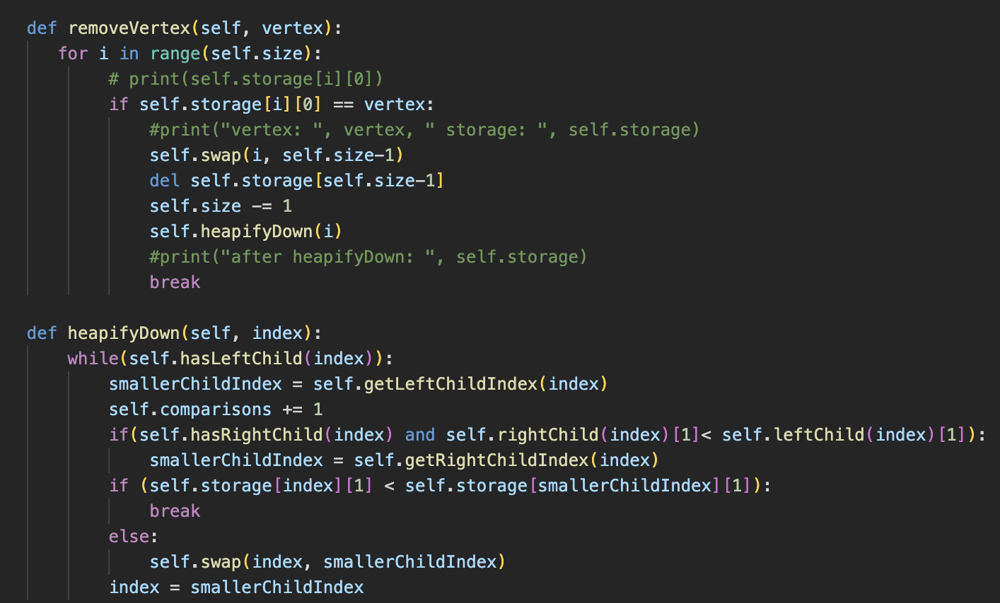 def removeVertex(self, vertex):
for i in range(self.size):
# print(self.storage[i][0])
if self.storage[i][0] == vertex:
#print("vertex: ", vertex, " storage: ", self.storage)
self.swap(i, self.size-1)
del self.storage[self.size-1]
self.size -= 1
self.heapifyDown(i)
#print("after heapifyDown: ", self.storage)
break
def heapifyDown(self, index):
while(self.hasLeftChild(index)):
smallerChildIndex = self.getLeftChildIndex(index)
self.comparisons += 1
if(self.hasRightChild(index) and self.rightChild(index)[1]< self.leftChild(index)[1]):
smallerChildIndex = self.getRightChildIndex(index)
if (self.storage[index][1] < self.storage[smallerChildIndex][1]):
break
else:
self.swap(index, smallerChildIndex)
index = smallerChildIndex